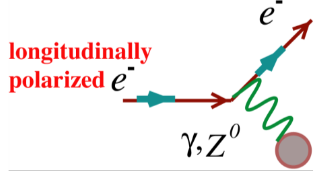 e-
longitudinally
polarized e-
γ, Z⁰